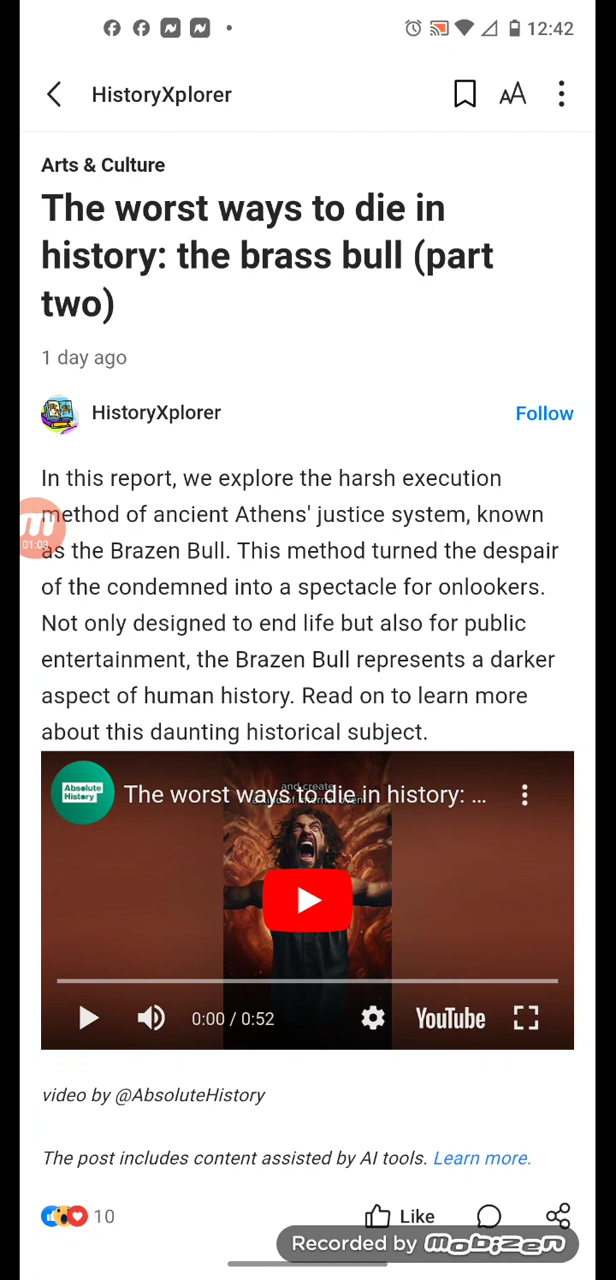 12:42
HistoryXplorer
AA
Arts & Culture
The worst ways to die in
history: the brass bull (part
two)
1 day ago
HistoryXplorer
Follow
In this report, we explore the harsh execution
method of ancient Athens' justice system, known
as the Brazen Bull. This method turned the despair
of the condemned into a spectacle for onlookers.
Not only designed to end life but also for public
entertainment, the Brazen Bull represents a darker
aspect of human history. Read on to learn more
about this daunting historical subject.
m
01:03
Absolute
History
The worst ways to die in history: ...
and create
0:00 / 0:52
YouTube
video by @AbsoluteHistory
The post includes content assisted by AI tools. Learn more.
10
Like
Recorded by mobizen